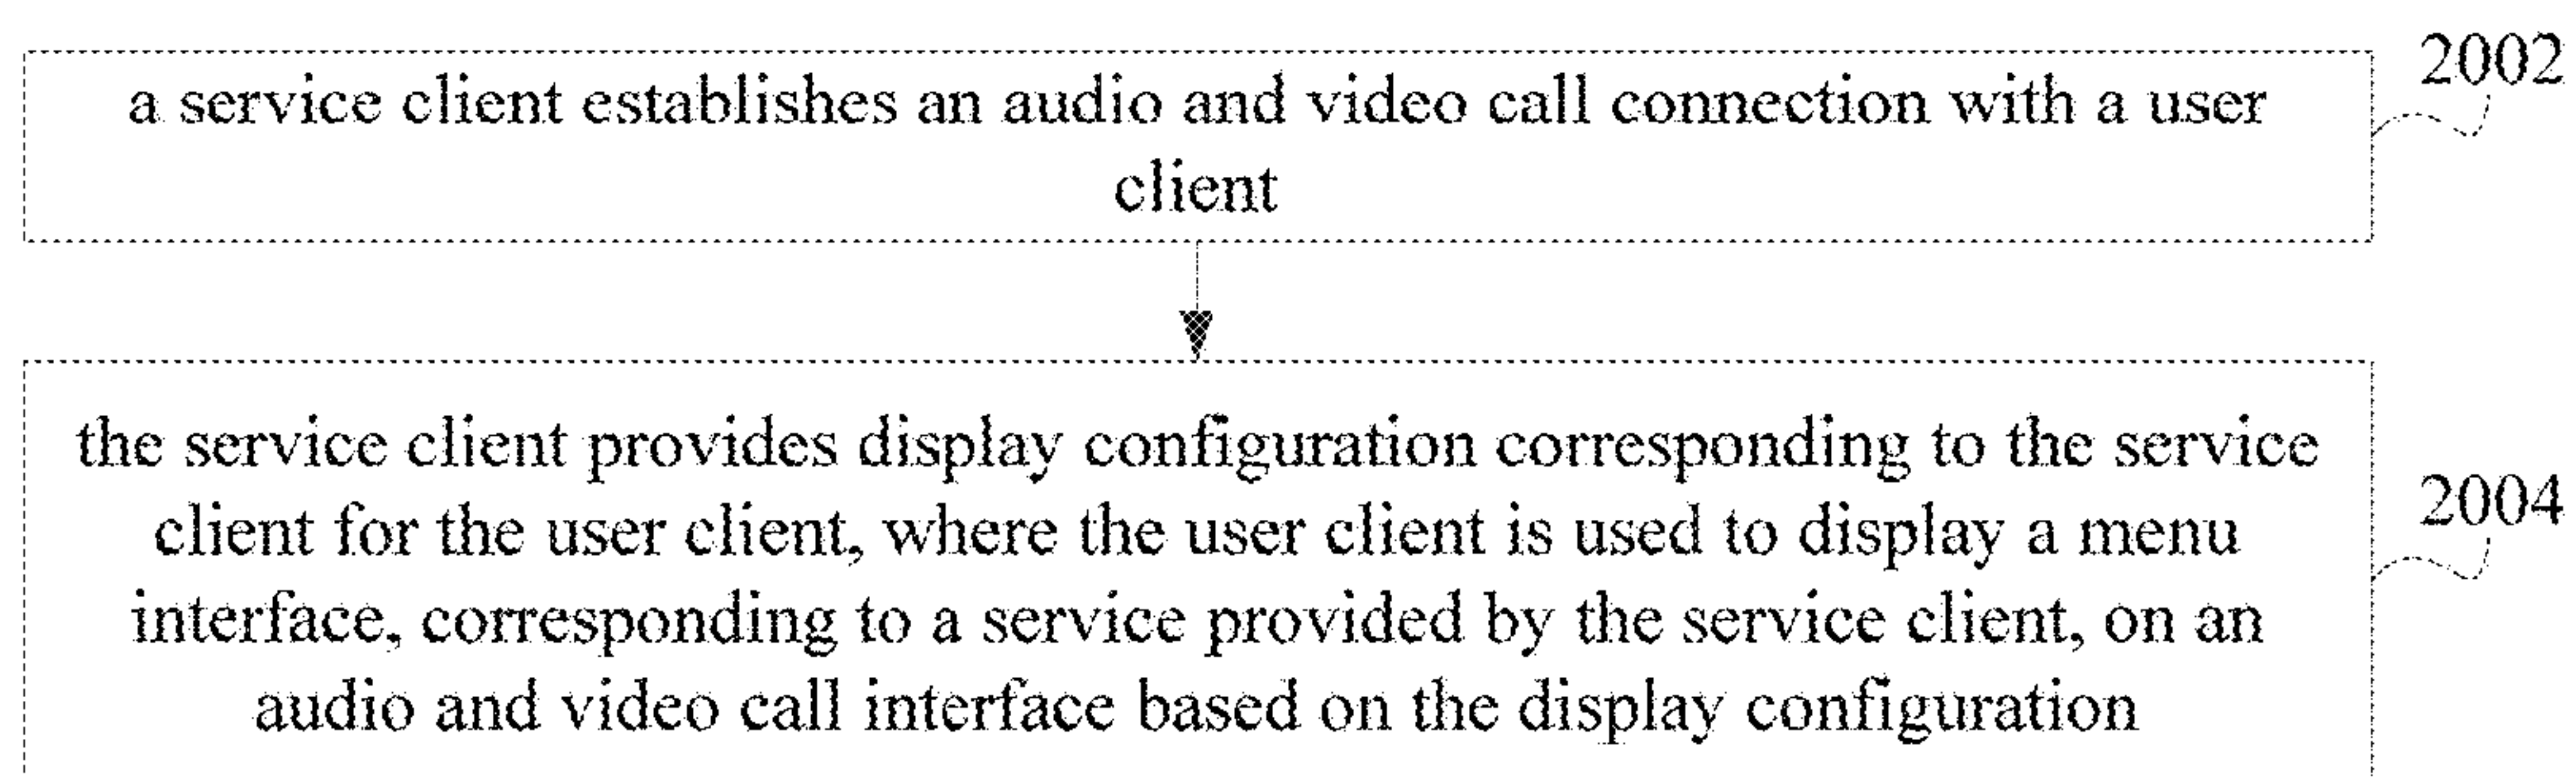 2002
a service client establishes an audio and video call connection with a user
client
the service client provides display configuration corresponding to the service
client for the user client, where the user client is used to display a menu
2004
interface, corresponding to a service provided by the service client, on an
audio and video call interface based on the display configuration